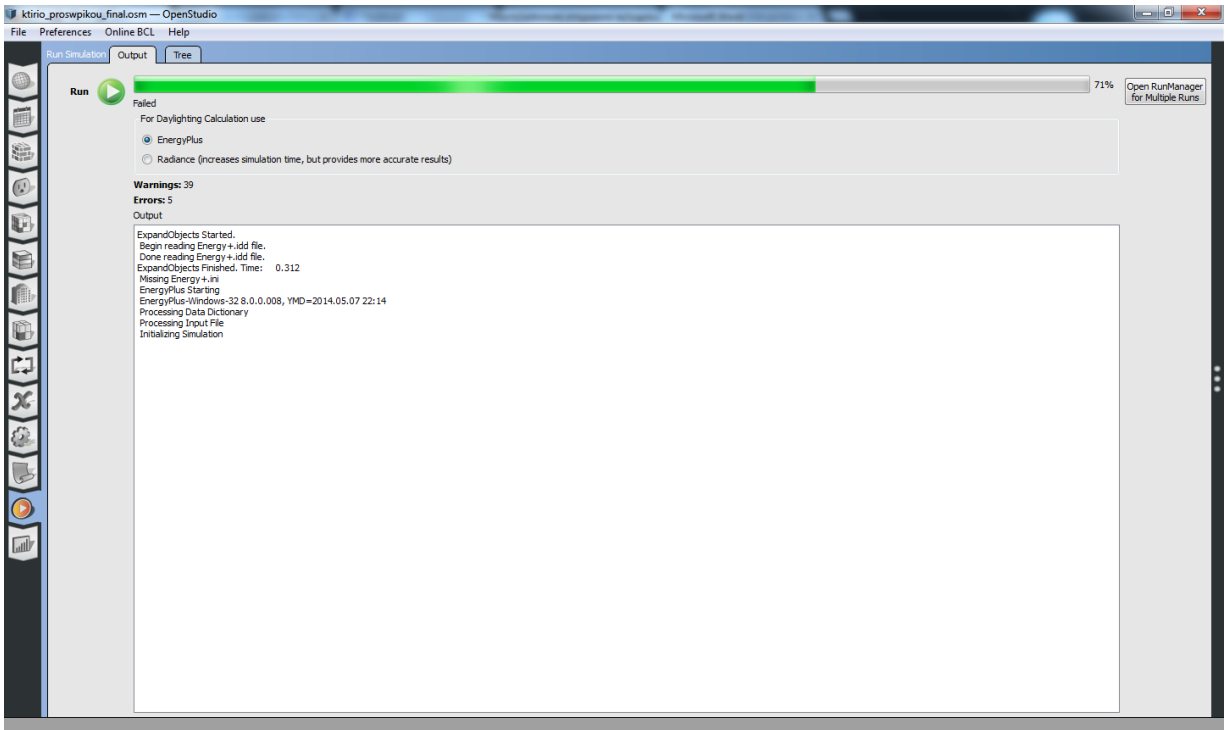 ktirio_proswpikou_final.osm — OpenStudio
File Preferences Online BCL Help
Run Simulation Output Tree
Run
71%
Open RunManager
for Multiple Runs
Failed
For Daylighting Calculation use
EnergyPlus
Radiance (increases simulation time, but provides more accurate results)
Warnings: 39
Errors: 5
Output
ExpandObjects Started.
Begin reading Energy+.idd file.
Done reading Energy+.idd file.
ExpandObjects Finished. Time: 0.312
Missing Energy+.ini
EnergyPlus Starting
EnergyPlus-Windows-32 8.0.0.008, YMD=2014.05.07 22:14
Processing Data Dictionary
Processing Input File
Initializing Simulation